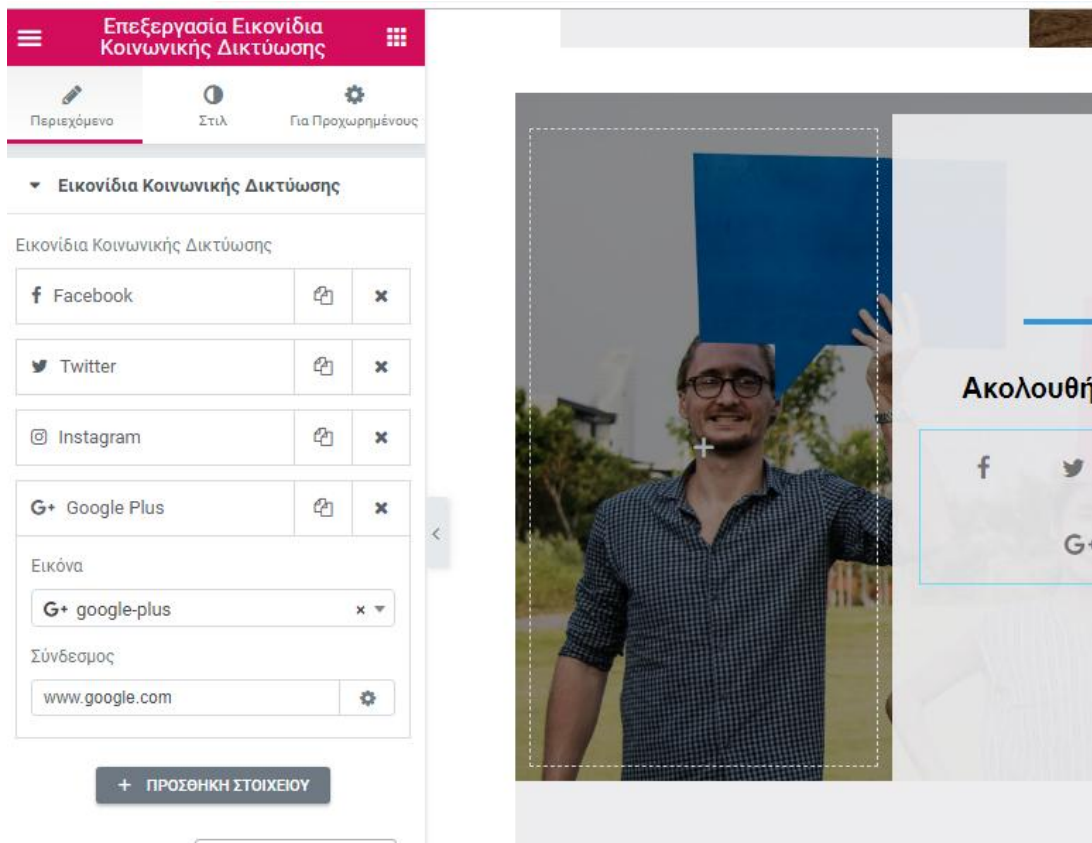 Επεξεργασία Εικονίδια
Κοινωνικής Δικτύωσης
Περιεχόμενο
Στιλ
Για Προχωρημένους
Εικονίδια Κοινωνικής Δικτύωσης
Εικονίδια Κοινωνικής Δικτύωσης
Facebook
Twitter
Instagram
G+ Google Plus
Εικόνα
G+ google-plus
Σύνδεσμος
www.google.com
+ ΠΡΟΣΘΗΚΗ ΣΤΟΙΧΕΙΟΥ
Ακολουθή